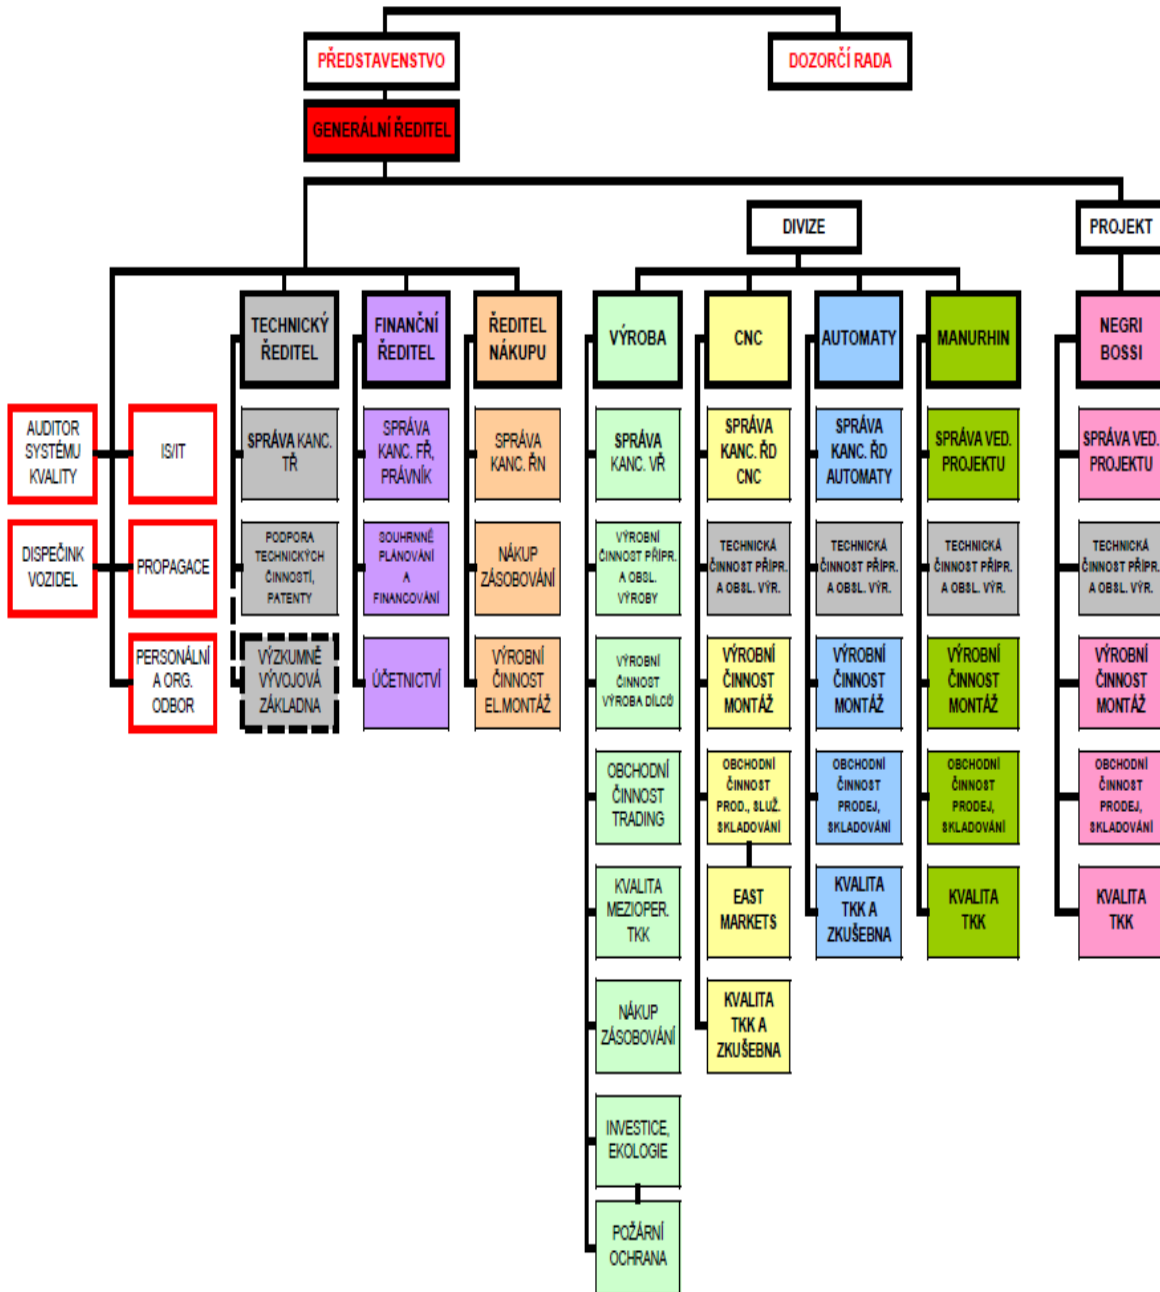 PŘEDSTAVENSTVO
DOZORČÍ RADA
GENERÁLNÍ ŘEDITEL
DIVIZE
PROJEKT
TECHNICKÝ
ŘEDITEL
FINANČNÍ
ŘEDITEL
ŘEDITEL
NÁKUPU
VÝROBA
CNC
AUTOMATY
MANURHIN
NEGRI
BOSSI
AUDITOR
SYSTÉMU
KVALITY
IS/IT
SPRÁVA KANC.
TŘ
SPRÁVA
KANC. FŘ,
PRÁVNÍK
SPRÁVA
KANC. ŘN
SPRÁVA
KANC. VŘ
SPRÁVA
KANC. ŘD
CNC
SPRÁVA
KANC. ŘD
AUTOMATY
SPRÁVA VED.
PROJEKTU
SPRÁVA VED.
PROJEKTU
DISPEČINK
VOZIDEL
PROPAGACE
PODPORA
TECHNICKÝCH
ČINNOSTÍ,
PATENTY
SOUHRNNÉ
PLÁNOVÁNÍ
A
FINANCOVÁNÍ
NÁKUP
ZÁSOBOVÁNÍ
VÝROBNÍ
ČINNOST PŘÍPR.
A OBSL.
VÝROBY
TECHNICKÁ
ČINNOST PŘÍPR.
A OBSL. VÝR.
TECHNICKÁ
ČINNOST PŘÍPR.
A OBSL. VÝR.
TECHNICKÁ
ČINNOST PŘÍPR.
A OBSL. VÝR.
TECHNICKÁ
ČINNOST PŘÍPR.
A OBSL. VÝR.
PERSONÁLNÍ
A ORG.
ODBOR
VÝZKUMNĚ
VÝVOJOVÁ
ZÁKLADNA
ÚČETNICTVÍ
VÝROBNÍ
ČINNOST
EL.MONTÁŽ
VÝROBNÍ
ČINNOST
VÝROBA DÍLCŮ
VÝROBNÍ
ČINNOST
MONTÁŽ
VÝROBNÍ
ČINNOST
MONTÁŽ
VÝROBNÍ
ČINNOST
MONTÁŽ
VÝROBNÍ
ČINNOST
MONTÁŽ
OBCHODNÍ
ČINNOST
TRADING
OBCHODNÍ
ČINNOST
PROD., SLUŽ.
SKLADOVÁNÍ
OBCHODNÍ
ČINNOST
PRODEJ,
SKLADOVÁNÍ
OBCHODNÍ
ČINNOST
PRODEJ,
SKLADOVÁNÍ
OBCHODNÍ
ČINNOST
PRODEJ,
SKLADOVÁNÍ
KVALITA
MEZIOPER.
TKK
EAST
MARKETS
KVALITA
TKK A
ZKUŠEBNA
KVALITA
TKK
KVALITA
TKK
NÁKUP
ZÁSOBOVÁNÍ
KVALITA
TKK A
ZKUŠEBNA
INVESTICE,
EKOLOGIE
POŽÁRNÍ
OCHRANA